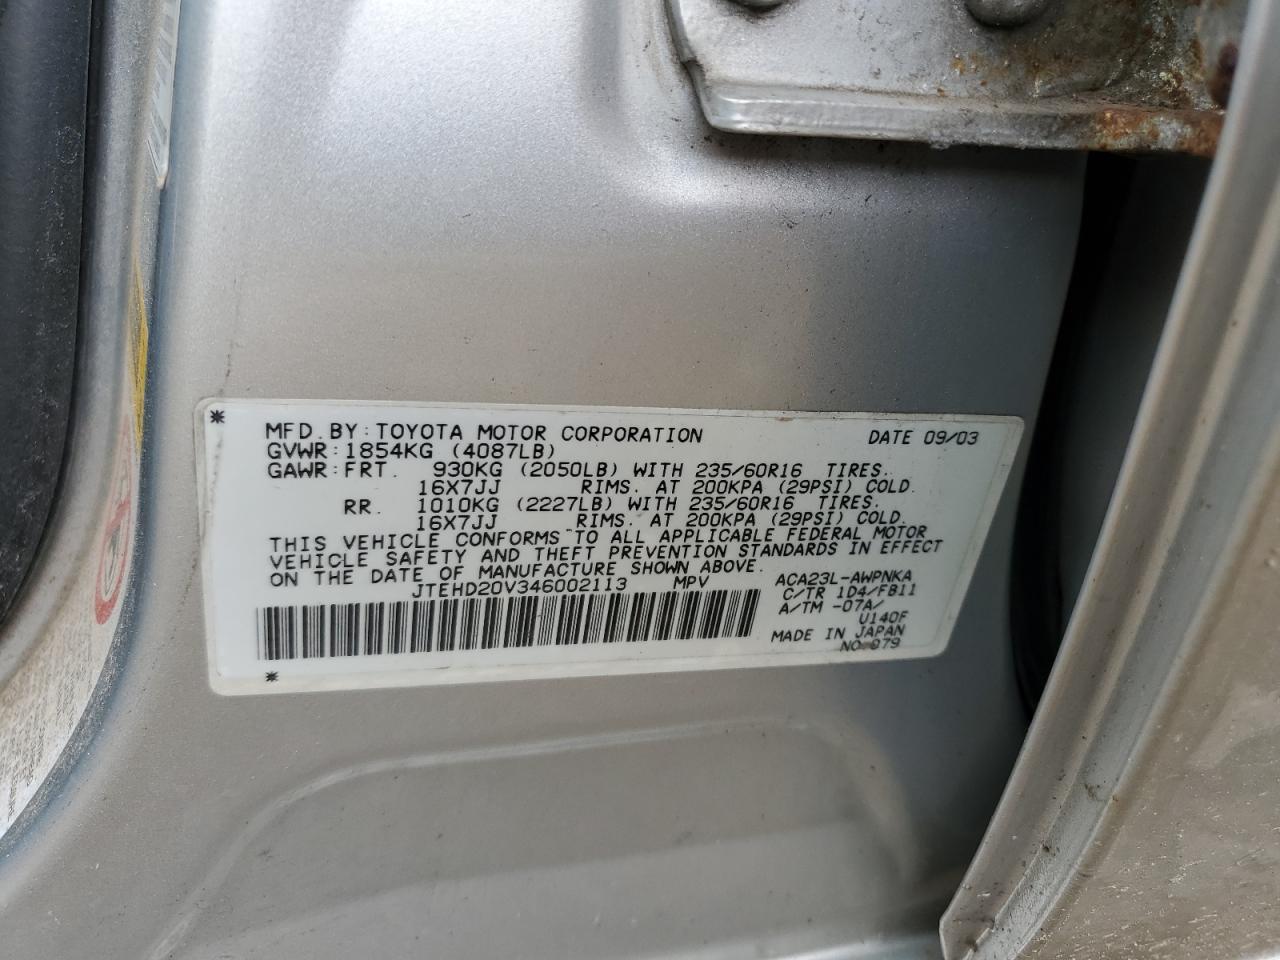 MFD. BY: TOYOTA MOTOR CORPORATION DATE 09/03
GVWR: 1854KG (4087LB)
GAWR: FRT. 930KG (2050LB) WITH 235/60R16 TIRES.
16X7JJ RIMS. AT 200KPA (29PSI) COLD.
RR. 1010KG (2227LB) WITH 235/60R16 TIRES.
16X7JJ RIMS. AT 200KPA (29PSI) COLD.
THIS VEHICLE CONFORMS TO ALL APPLICABLE FEDERAL MOTOR
VEHICLE SAFETY AND THEFT PREVENTION STANDARDS IN EFFECT
ON THE DATE OF MANUFACTURE SHOWN ABOVE.
JTEHD20V346002113 MPV
ACA23L-AWPNKA
C/TR 1D4/FB11
A/TM -07A/
U140F
MADE IN JAPAN
NO. 079